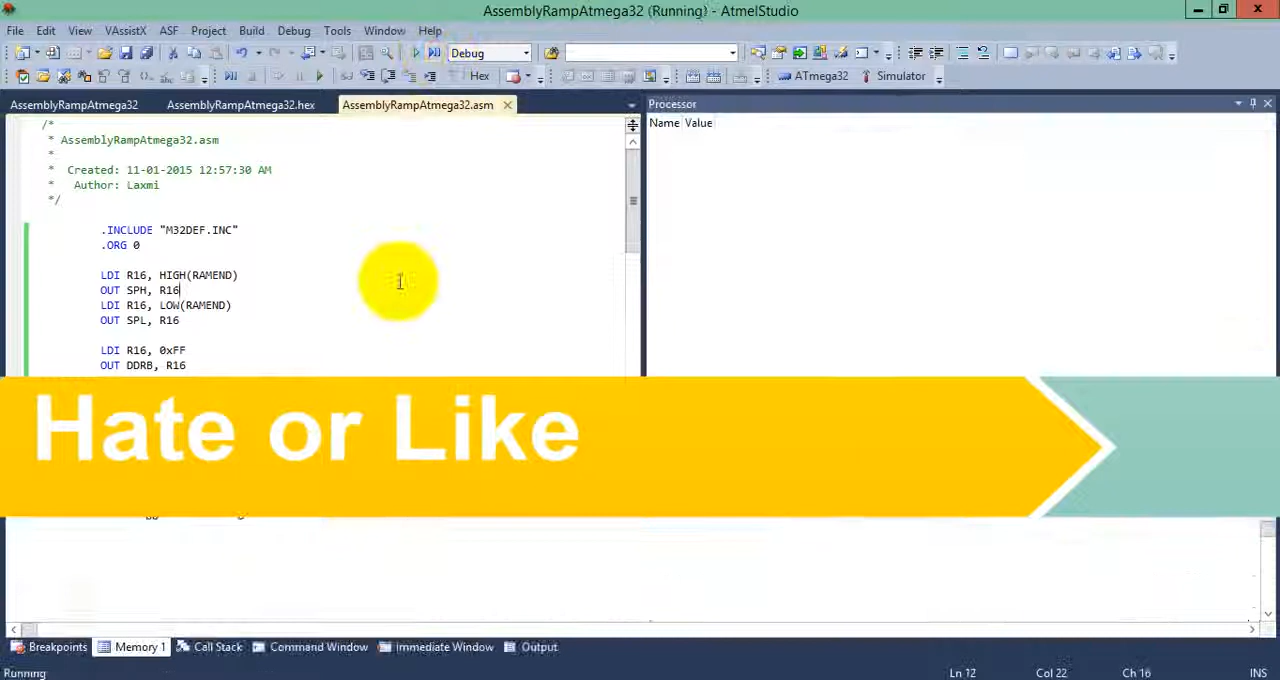 AssemblyRampAtmega32 (Running) - AtmelStudio
File Edit View VAssistX ASF Project Build Debug Tools Window Help
Debug
Hex ATmega32 Simulator
AssemblyRampAtmega32 AssemblyRampAtmega32.hex AssemblyRampAtmega32.asm
Processor
Name Value
/*
* AssemblyRampAtmega32.asm
*
* Created: 11-01-2015 12:57:30 AM
* Author: Laxmi
*/
.INCLUDE "M32DEF.INC"
.ORG 0
LDI R16, HIGH(RAMEND)
OUT SPH, R16
LDI R16, LOW(RAMEND)
OUT SPL, R16
LDI R16, 0xFF
OUT DDRB, R16
Hate or Like
Breakpoints Memory 1 Call Stack Command Window Immediate Window Output
Running Ln 12 Col 22 Ch 16 INS